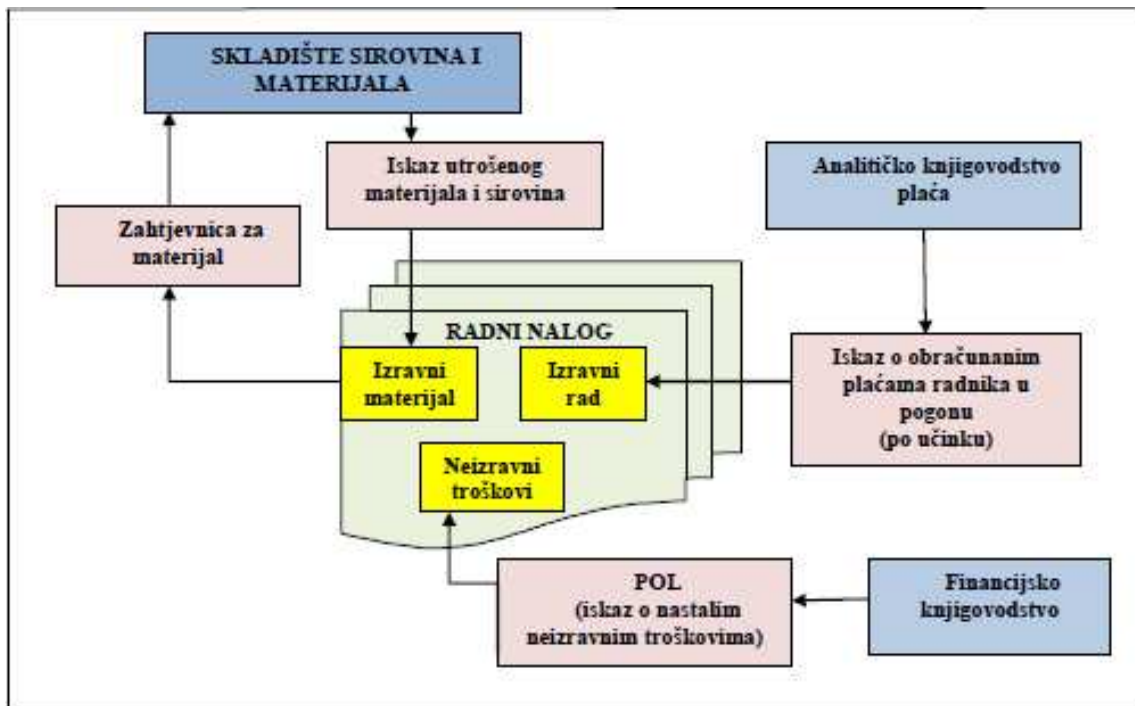 SKLADIŠTE SIROVINA I
MATERIJALA
Iskaz utrošenog
materijala i sirovina
Analitičko knjigovodstvo
plaća
Zahtjevnica za
materijal
RADNI NALOG
Izravni
materijal
Izravni
rad
Iskaz o obračunanim
plaćama radnika u
pogonu
(po učinku)
Neizravni
troškovi
POL
(iskaz o nastalim
neizravnim troškovima)
Financijsko
knjigovodstvo